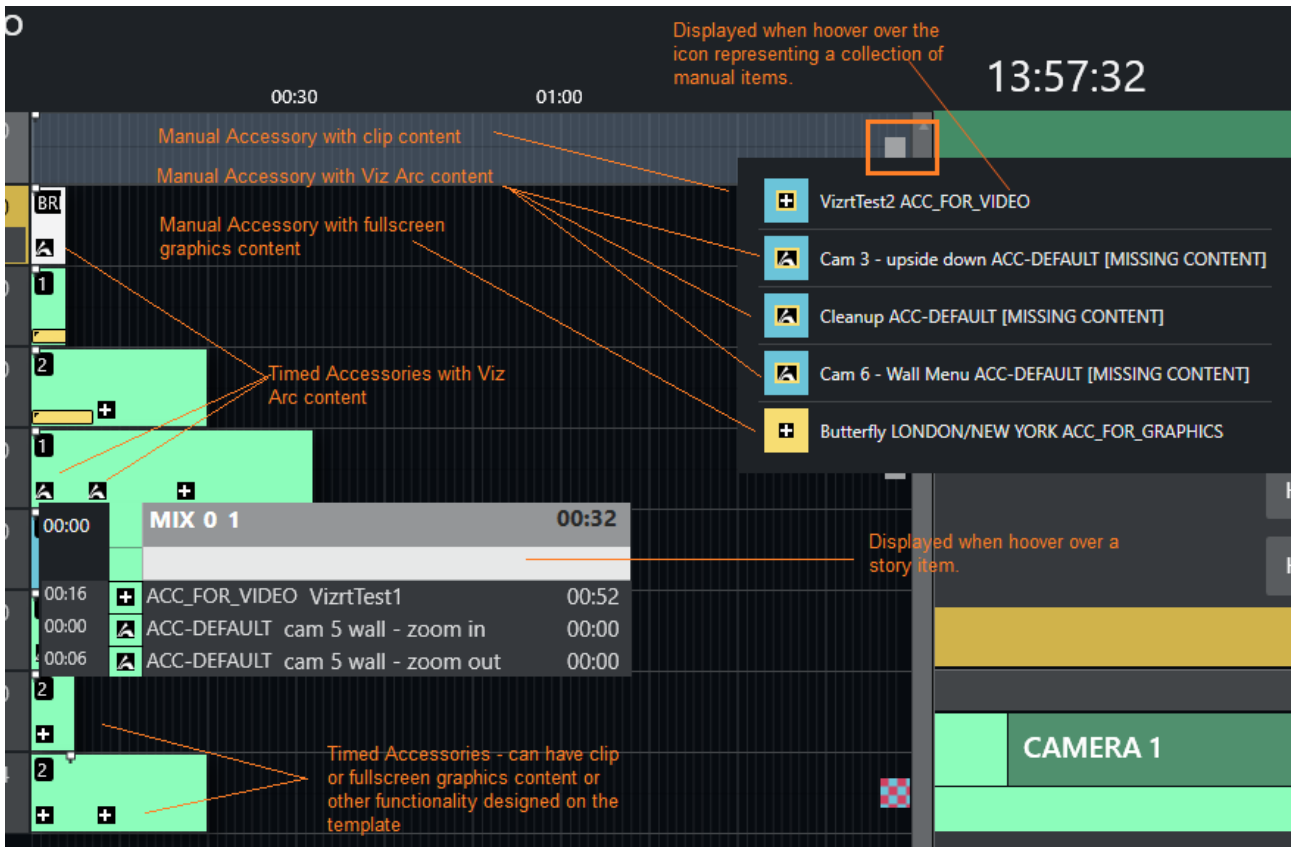 O
Displayed when hoover over the
icon representing a collection of
manual items.
13:57:32
00:30
01:00
Manual Accessory with clip content
Manual Accessory with Viz Arc content
Manual Accessory with fullscreen
graphics content
BRE
VizrtTest2 ACC_FOR_VIDEO
Cam 3 - upside down ACC-DEFAULT [MISSING CONTENT]
Cleanup ACC-DEFAULT [MISSING CONTENT]
Cam 6 - Wall Menu ACC-DEFAULT [MISSING CONTENT]
Butterfly LONDON/NEW YORK ACC_FOR_GRAPHICS
1
2
Timed Accessories with Viz
Arc content
1
00:00
MIX 0 1
00:32
Displayed when hoover over a
story item.
00:16
ACC_FOR_VIDEO VizrtTest1
00:52
00:00
ACC-DEFAULT cam 5 wall - zoom in
00:00
00:06
ACC-DEFAULT cam 5 wall - zoom out
00:00
2
Timed Accessories - can have clip
or fullscreen graphics content or
other functionality designed on the
template
2
CAMERA 1